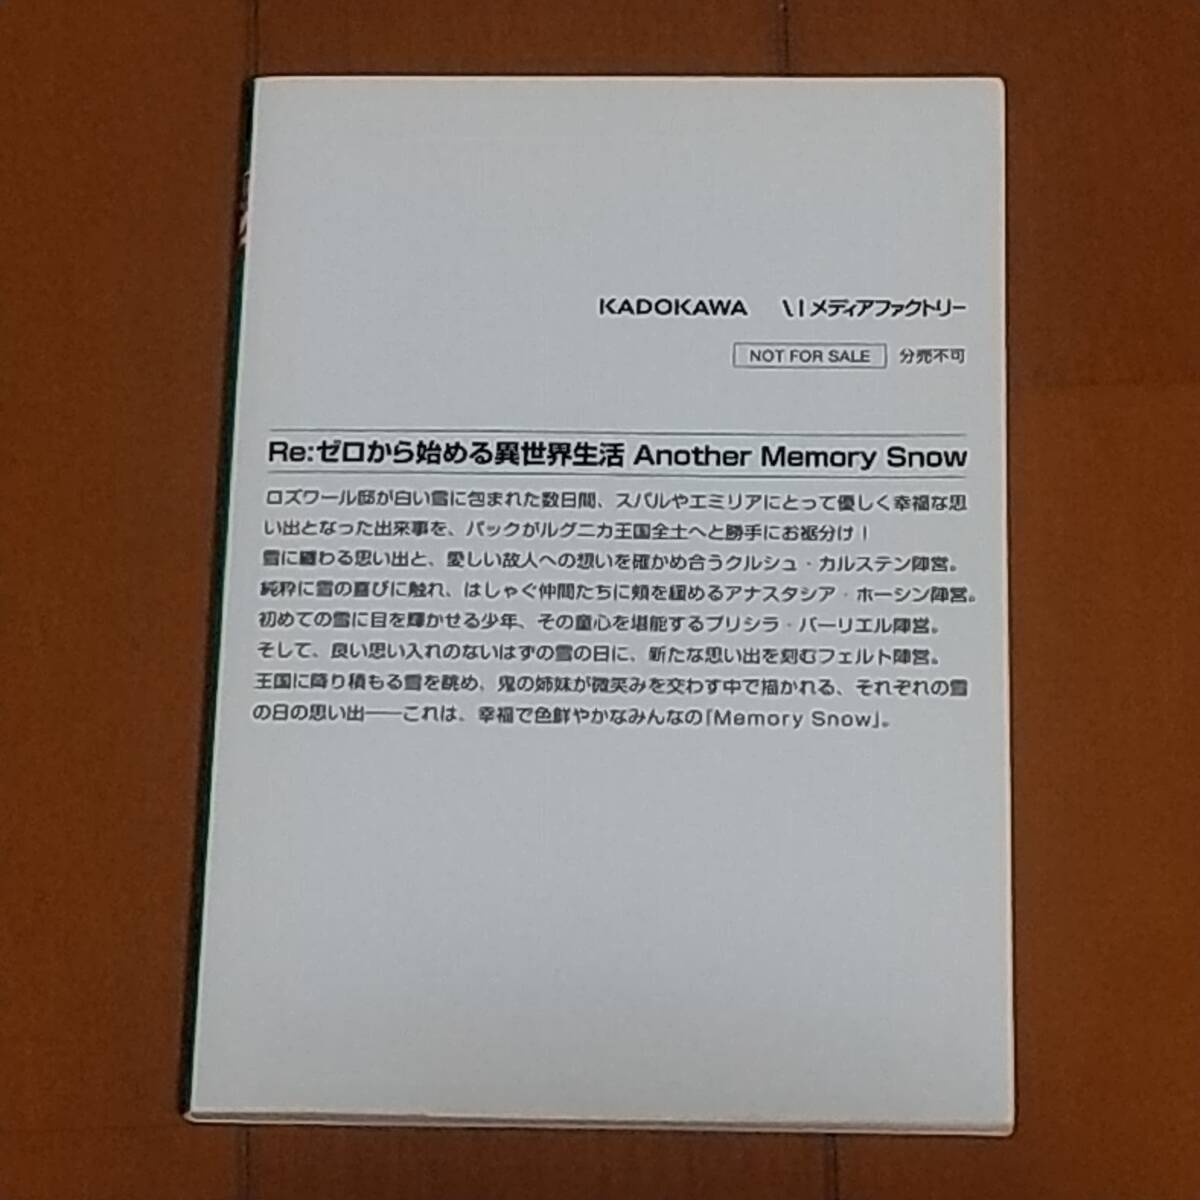 KADOKAWA メディアファクトリー
NOT FOR SALE 分売不可
Re:ゼロから始める異世界生活 Another Memory Snow
ロズワール邸が白い雪に包まれた数日間、スバルやエミリアにとって優しく幸福な思
い出となった出来事を、パックがルグニカ王国全土へと勝手にお裾分け！
雪に纏わる思い出と、愛しい故人への想いを確かめ合うクルシュ・カルステン陣営。
純粋に雪の喜びに触れ、はしゃぐ仲間たちに頬を緩めるアナスタシア・ホーシン陣営。
初めての雪に目を輝かせる少年、その童心を堪能するプリシラ・バーリエル陣営。
そして、良い思い入れのないはずの雪の日に、新たな思い出を刻むフェルト陣営。
王国に降り積もる雪を眺め、鬼の姉妹が微笑みを交わす中で描かれる、それぞれの雪
の日の思い出――これは、幸福で色鮮やかなみんなの『Memory Snow』。